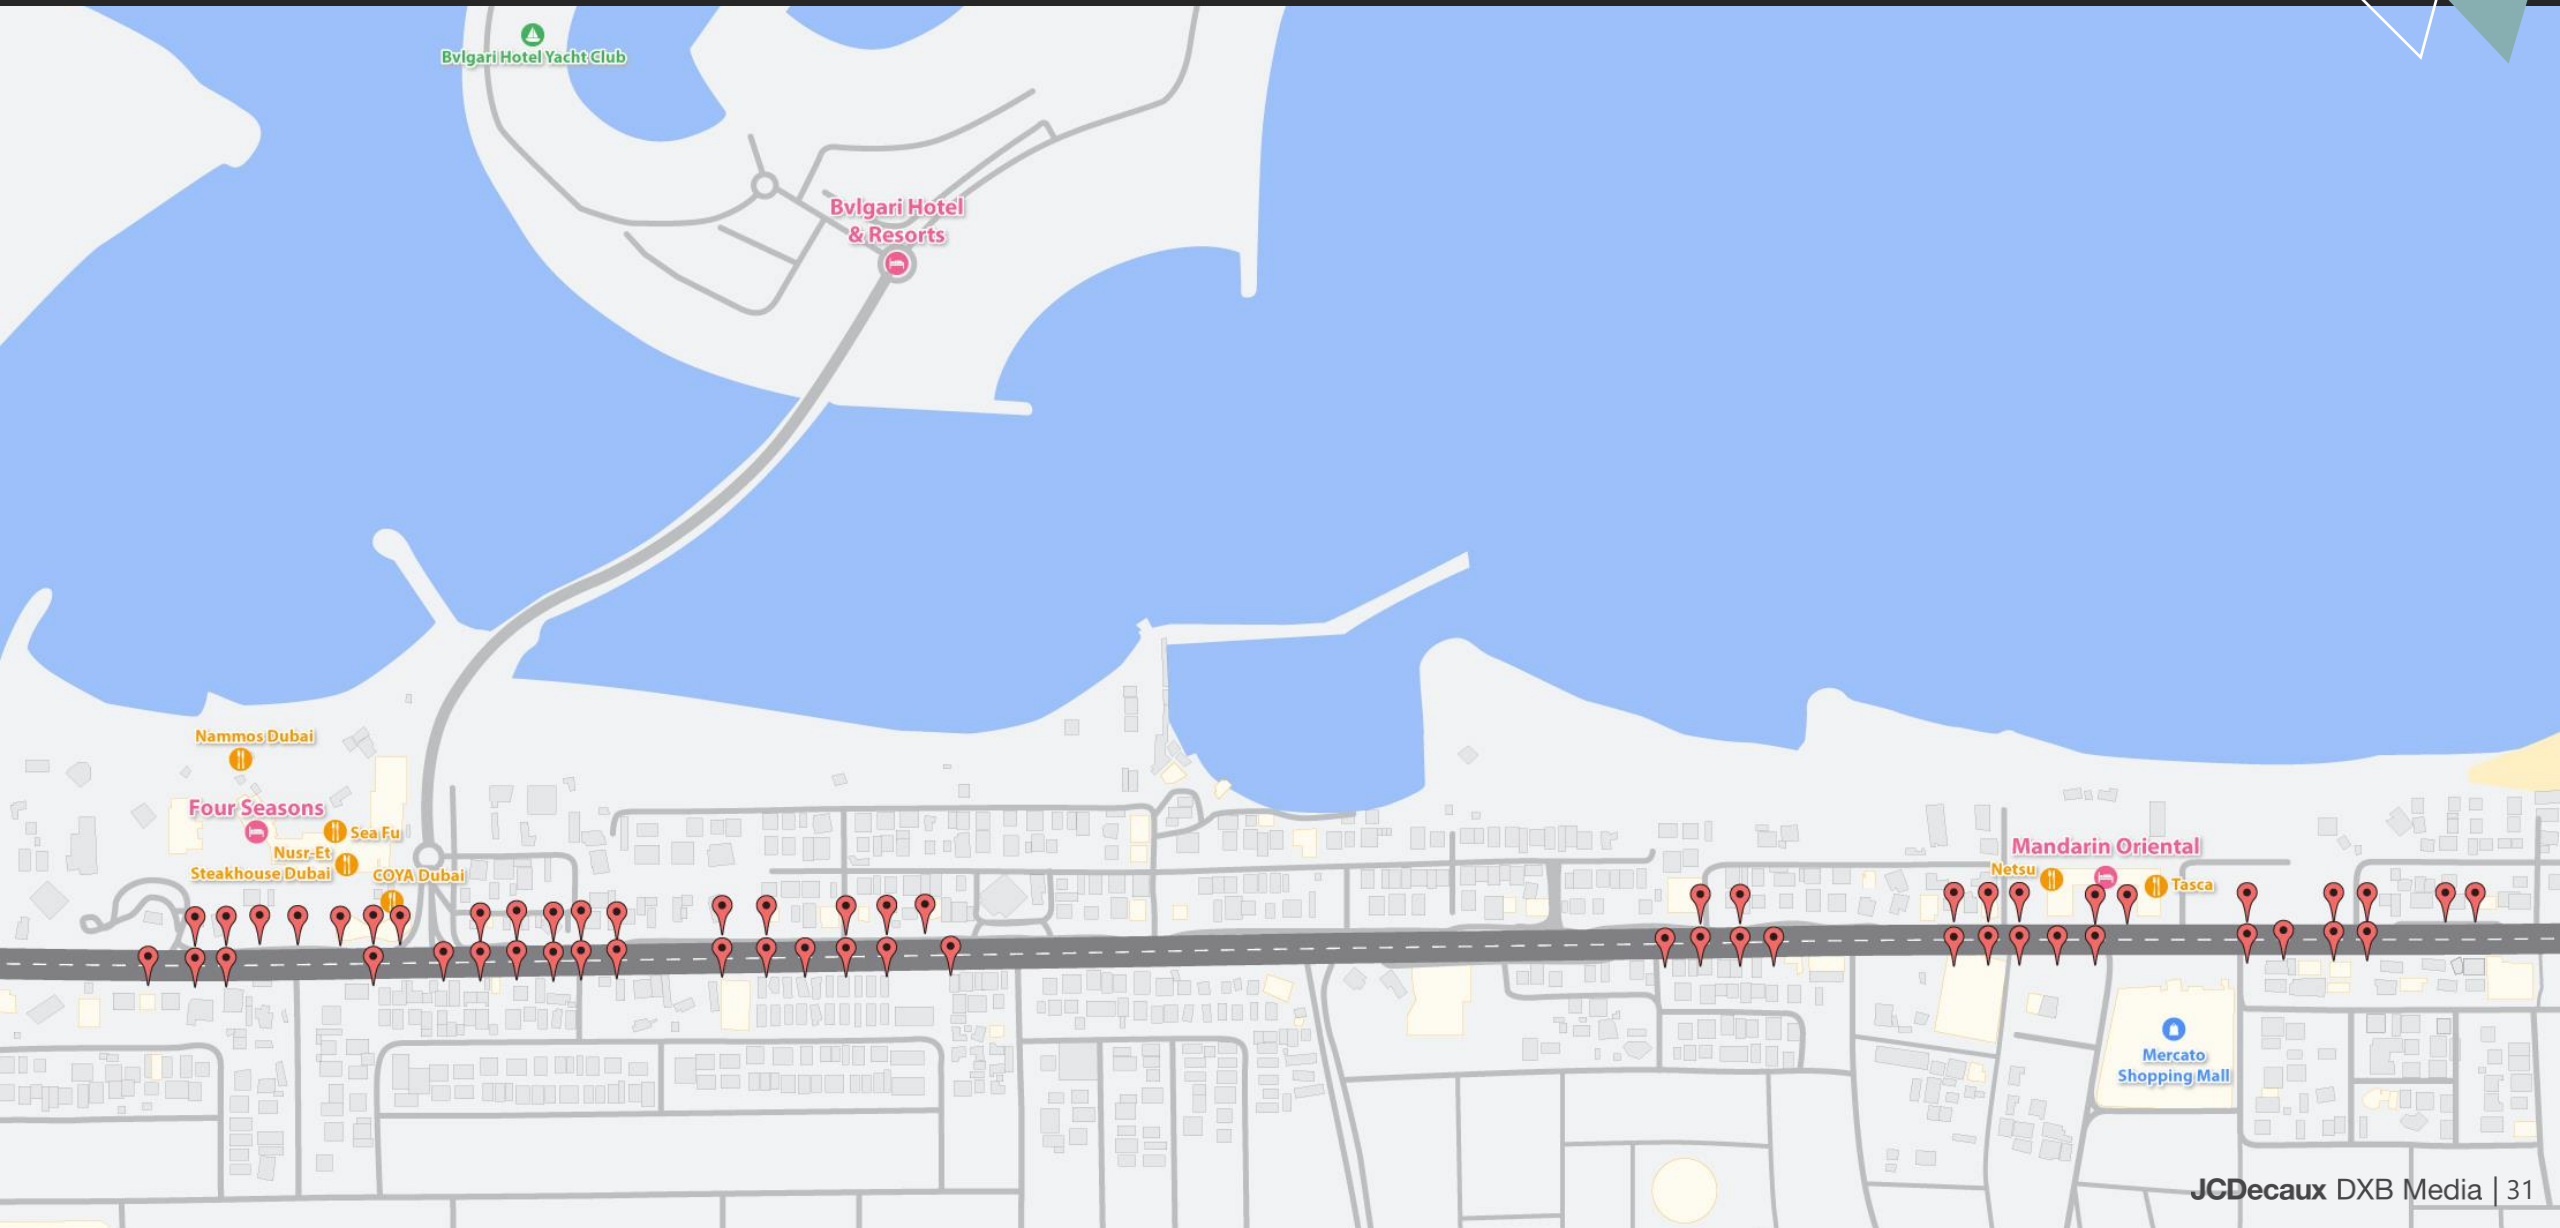 Bvlgari Hotel Yacht Club
Bvlgari Hotel
& Resorts
Nammos Dubai
Four Seasons
Sea Fu
Nusr-Et
Steakhouse Dubai
COYA Dubai
Mandarin Oriental
Netsu
Tasca
Mercato
Shopping Mall
JCDecaux DXB Media | 31